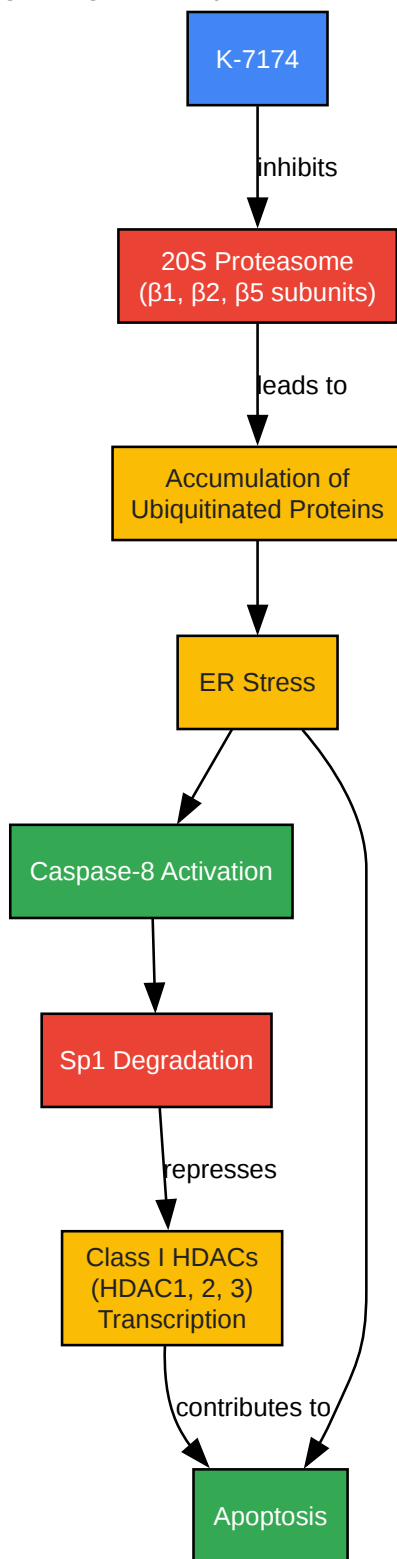 K-7174
inhibits
20S Proteasome
(β1, β2, β5 subunits)
leads to
Accumulation of
Ubiquitinated Proteins
ER Stress
Caspase-8 Activation
Sp1 Degradation
represses
Class I HDACs
(HDAC1, 2, 3)
Transcription
contributes to
Apoptosis